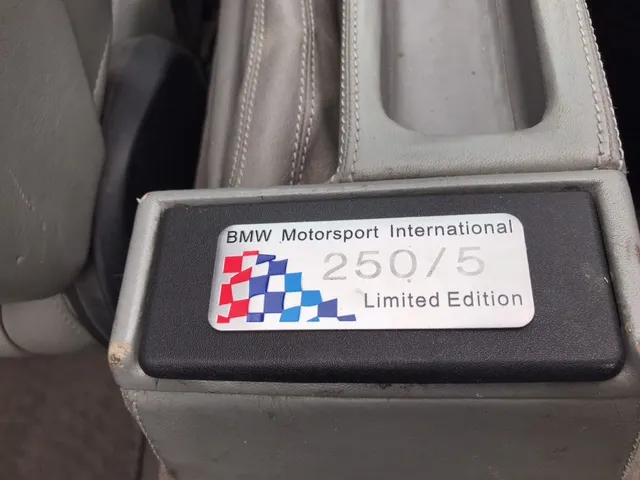 BMW Motorsport International
250/5
Limited Edition